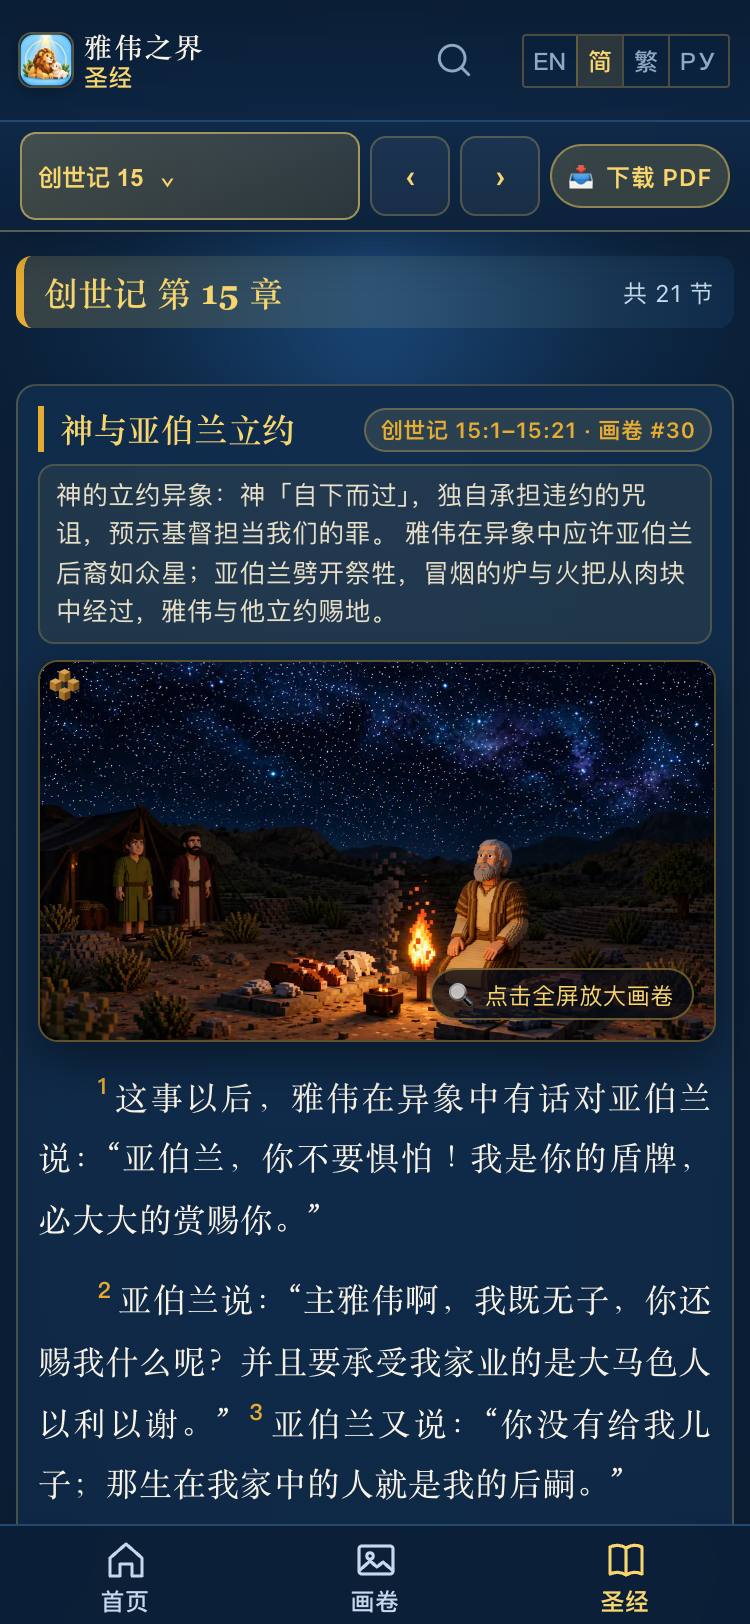 雅伟之界
圣经
EN 简 繁 РУ
创世记 15
‹ ›
下载 PDF
创世记 第 15 章
共 21 节
神与亚伯兰立约
创世记 15:1–15:21 · 画卷 #30
神的立约异象：神「自下而过」，独自承担违约的咒
诅，预示基督担当我们的罪。 雅伟在异象中应许亚伯兰
后裔如众星；亚伯兰劈开祭牲，冒烟的炉与火把从肉块
中经过，雅伟与他立约赐地。
点击全屏放大画卷
1 这事以后，雅伟在异象中有话对亚伯兰
说：“亚伯兰，你不要惧怕！我是你的盾牌，
必大大的赏赐你。”
2 亚伯兰说：“主雅伟啊，我既无子，你还
赐我什么呢？并且要承受我家业的是大马色人
以利以谢。” 3 亚伯兰又说：“你没有给我儿
子；那生在我家中的人就是我的后嗣。”
首页
画卷
圣经